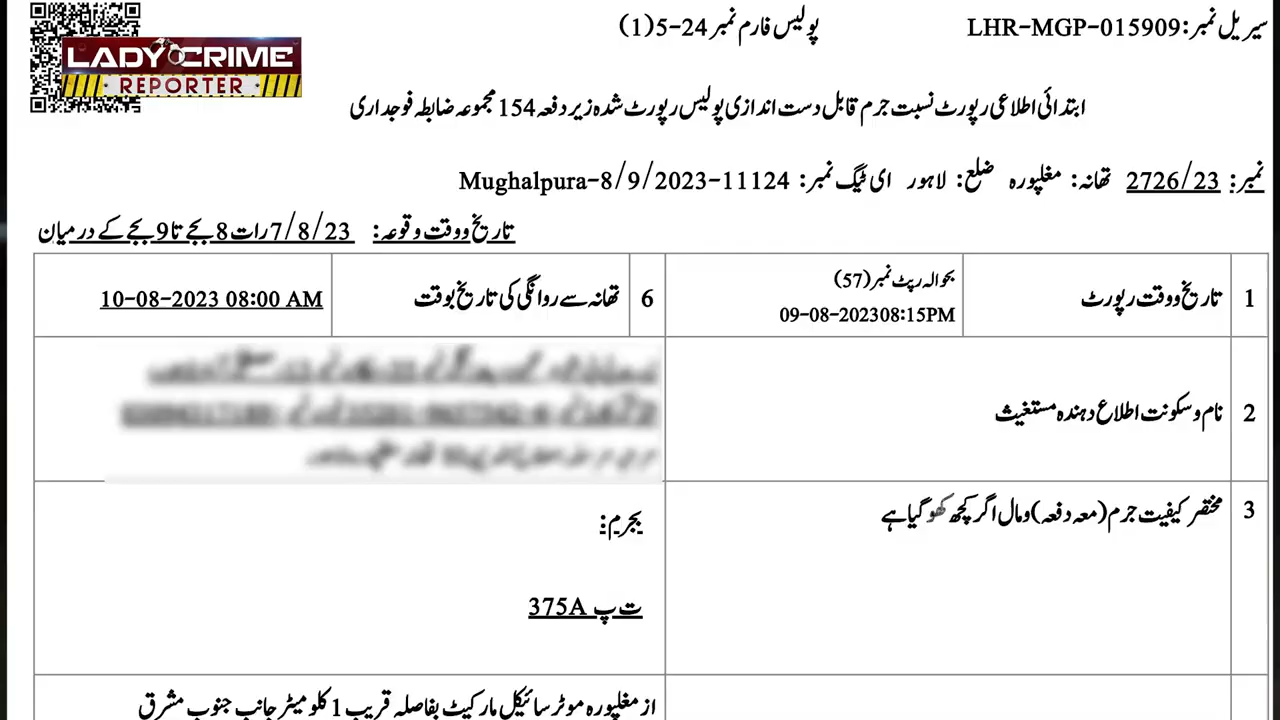 LADY CRIME
REPORTER
سیریل نمبر: LHR-MGP-015909
پولیس فارم نمبر 24-5(1)
ابتدائی اطلاعی رپورٹ نسبت جرم قابل دست اندازی پولیس رپورٹ شدہ زیر دفعہ 154 مجموعہ ضابطہ فوجداری
نمبر: 2726/23 تھانہ: مغلپورہ ضلع: لاہور ای ٹیگ نمبر: Mughalpura-8/9/2023-11124
تاریخ و وقت وقوعہ: 7/8/23 رات 8 بجے تا 9 بجے کے درمیان
1 تاریخ و وقت رپورٹ
بحوالہ رپٹ نمبر (57)
09-08-202308:15PM
6 تھانہ سے روانگی کی تاریخ بوقت
10-08-2023 08:00 AM
2 نام و سکونت اطلاع دہندہ مستغیث
3 مختصر کیفیت جرم (معہ دفعہ) و مال اگر کچھ کھو گیا ہے
بجرم:
ت پ 375A
از مغلپورہ موٹر سائیکل مارکیٹ بفاصلہ قریب 1 کلو میٹر جانب جنوب مشرق